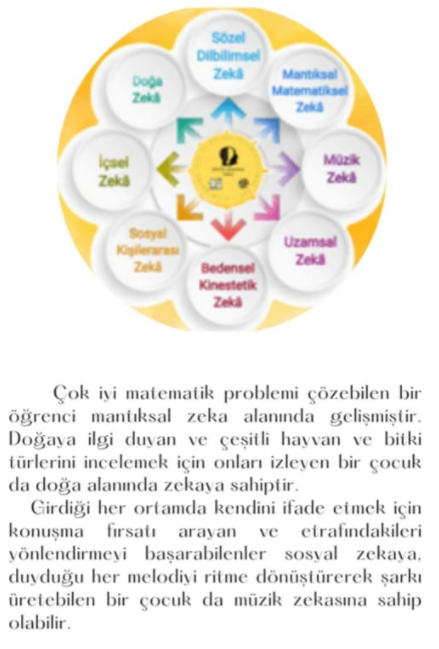 Sözel
Dilbilimsel
Zekâ
Mantıksal
Matematiksel
Zekâ
Müzik
Zekâ
Uzamsal
Zekâ
Bedensel
Kinestetik
Zekâ
Sosyal
Kişilerarası
Zekâ
İçsel
Zekâ
Doğa
Zekâ
Çok iyi matematik problemi çözebilen bir
öğrenci mantıksal zeka alanında gelişmiştir.
Doğaya ilgi duyan ve çeşitli hayvan ve bitki
türlerini incelemek için onları izleyen bir çocuk
da doğa alanında zekaya sahiptir.
Girdiği her ortamda kendini ifade etmek için
konuşma fırsatı arayan ve etrafındakileri
yönlendirmeyi başarabilenler sosyal zekaya,
duyduğu her melodiyi ritme dönüştürerek şarkı
üretebilen bir çocuk da müzik zekasına sahip
olabilir.